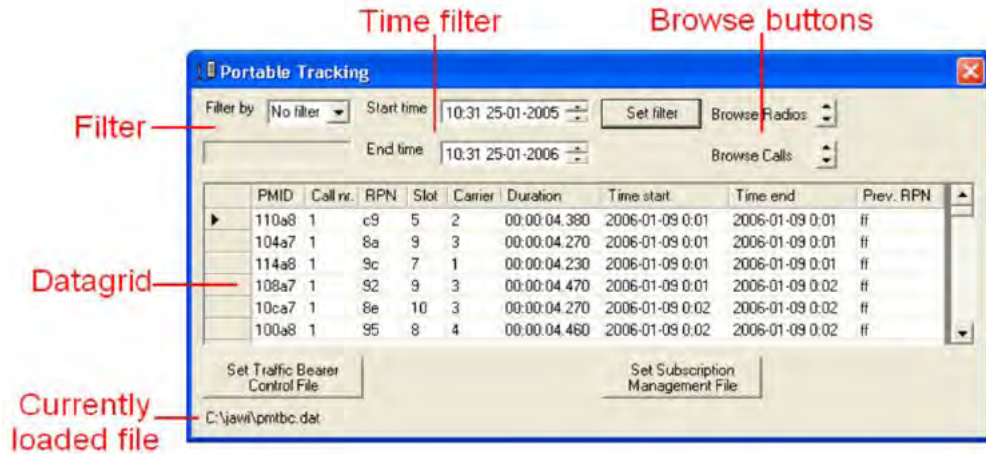 Time filter
Browse buttons
Portable Tracking
Filter
Filter by No filter Start time 10:31 25-01-2005 Set filter Browse Radios
End time 10:31 25-01-2006 Browse Calls
PMID Call nr. RPN Slot Carrier Duration Time start Time end Prev. RPN
110a8 1 c9 5 2 00:00:04.380 2006-01-09 0:01 2006-01-09 0:01 ff
104a7 1 8a 9 3 00:00:04.270 2006-01-09 0:01 2006-01-09 0:01 ff
114a8 1 9c 7 1 00:00:04.230 2006-01-09 0:01 2006-01-09 0:01 ff
Datagrid
108a7 1 92 9 3 00:00:04.470 2006-01-09 0:01 2006-01-09 0:02 ff
10ca7 1 8e 10 3 00:00:04.270 2006-01-09 0:02 2006-01-09 0:02 ff
100a8 1 95 8 4 00:00:04.460 2006-01-09 0:02 2006-01-09 0:02 ff
Set Traffic Bearer
Control File
Set Subscription
Management File
Currently
loaded file
C:\jawi\pmtbc.dat